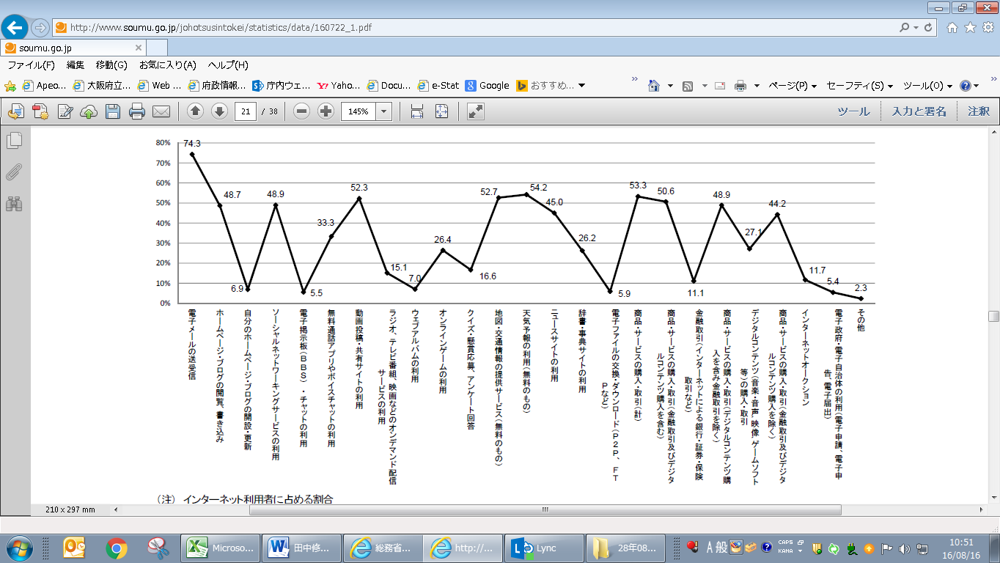 http://www.soumu.go.jp/johotsusintokei/statistics/data/160722_1.pdf
soumu.go.jp
ファイル(F) 編集 移動(G) お気に入り(A) ヘルプ(H)
Apeo... 大阪府立... Web ... 府政情報... 庁内ウェ... Yaho... Docu... e-Stat Google おすすめ...
ページ(P) セーフティ(S) ツール(O)
21 / 38 145% ツール 入力と署名 注釈
80%
70%
60%
50%
40%
30%
20%
10%
0%
74.3
48.7
6.9
48.9
5.5
33.3
52.3
15.1
7.0
26.4
16.6
52.7
54.2
45.0
26.2
5.9
53.3
50.6
11.1
48.9
27.1
44.2
11.7
5.4
2.3
電子メールの送受信
ホームページ・ブログの閲覧、書き込み
自分のホームページ・ブログの開設・更新
ソーシャルネットワーキングサービスの利用
電子掲示板(BBS)・チャットの利用
無料通話アプリやボイスチャットの利用
動画投稿・共有サイトの利用
ラジオ、テレビ番組、映画などのオンデマンド配信
サービスの利用
ウェブアルバムの利用
オンラインゲームの利用
クイズ・懸賞応募、アンケート回答
地図・交通情報の提供サービス(無料のもの)
天気予報の利用(無料のもの)
ニュースサイトの利用
辞書・事典サイトの利用
電子ファイルの交換・ダウンロード(P2P、FT
Pなど)
商品・サービスの購入・取引(計)
商品・サービスの購入・取引(金融取引及びデジタ
ルコンテンツ購入を含む)
金融取引(インターネットによる銀行・証券・保険
取引など)
商品・サービスの購入・取引(デジタルコンテンツ購
入を含み金融取引を除く)
デジタルコンテンツ(音楽・音声、映像、ゲームソフト
等)の購入・取引
商品・サービスの購入・取引(金融取引及びデジタ
ルコンテンツ購入を除く)
インターネットオークション
電子政府・電子自治体の利用(電子申請、電子申
告、電子届出)
その他
(注) インターネット利用者に占める割合
210 x 297 mm
Microso... 田中修... 総務省... http://... Lync 28年08... A 般 CAPS KANA 10:51
16/08/16